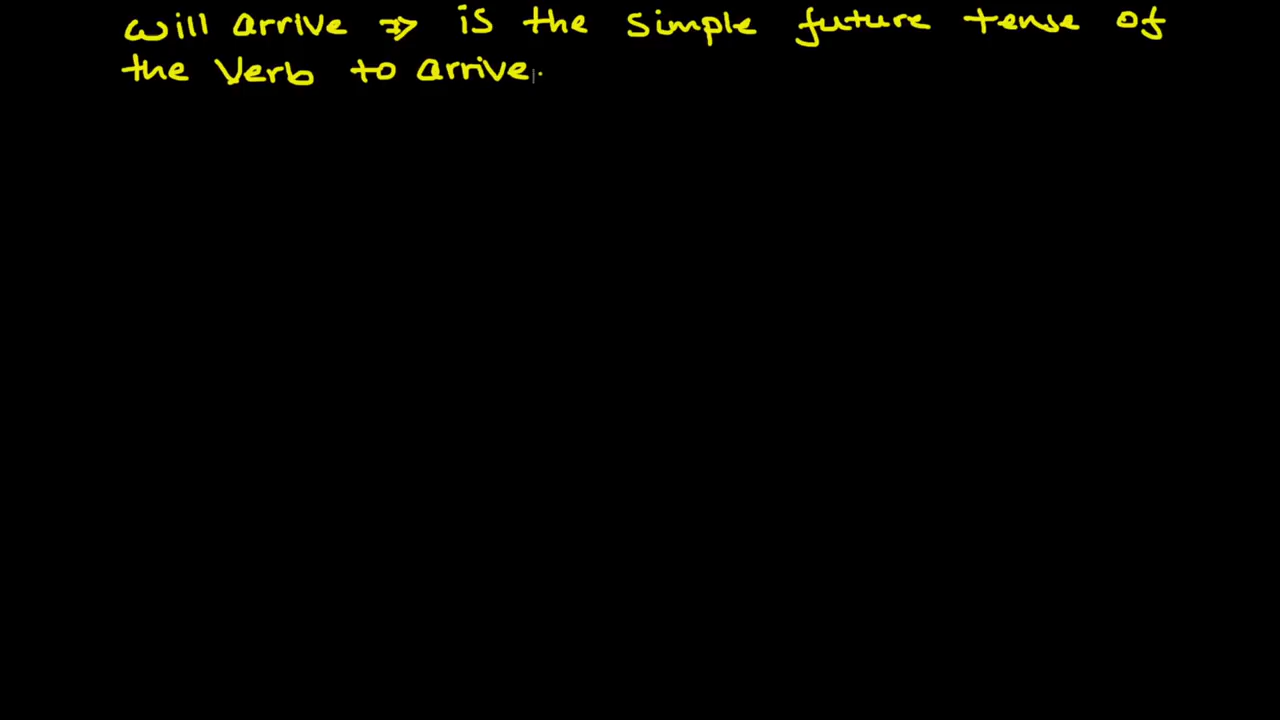 will arrive ⇒ is the simple future tense of
the Verb to arrive.